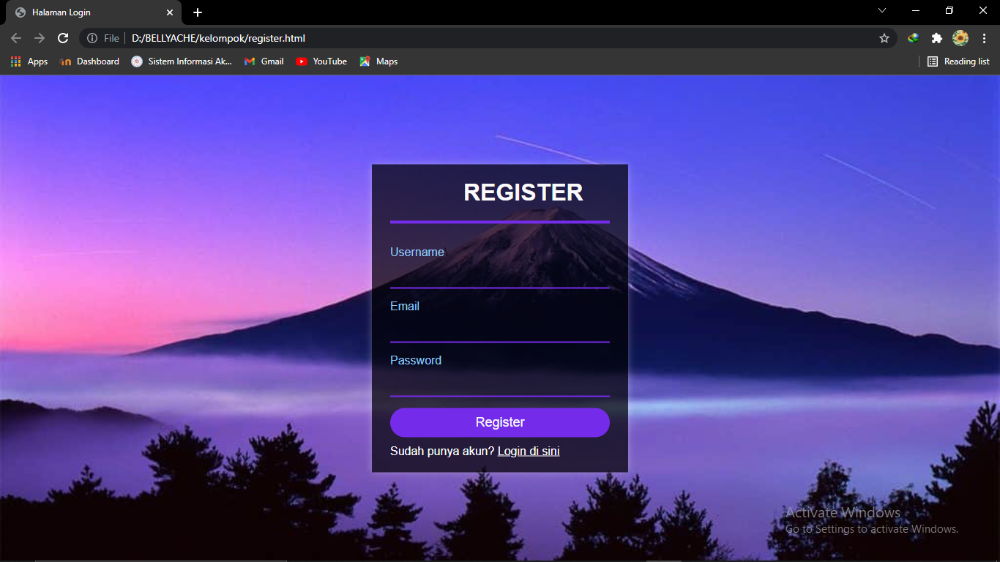 Halaman Login
File D:/BELLYACHE/kelompok/register.html
Apps Dashboard Sistem Informasi Ak... Gmail YouTube Maps Reading list
REGISTER
Username
Email
Password
Register
Sudah punya akun? Login di sini
Activate Windows
Go to Settings to activate Windows.